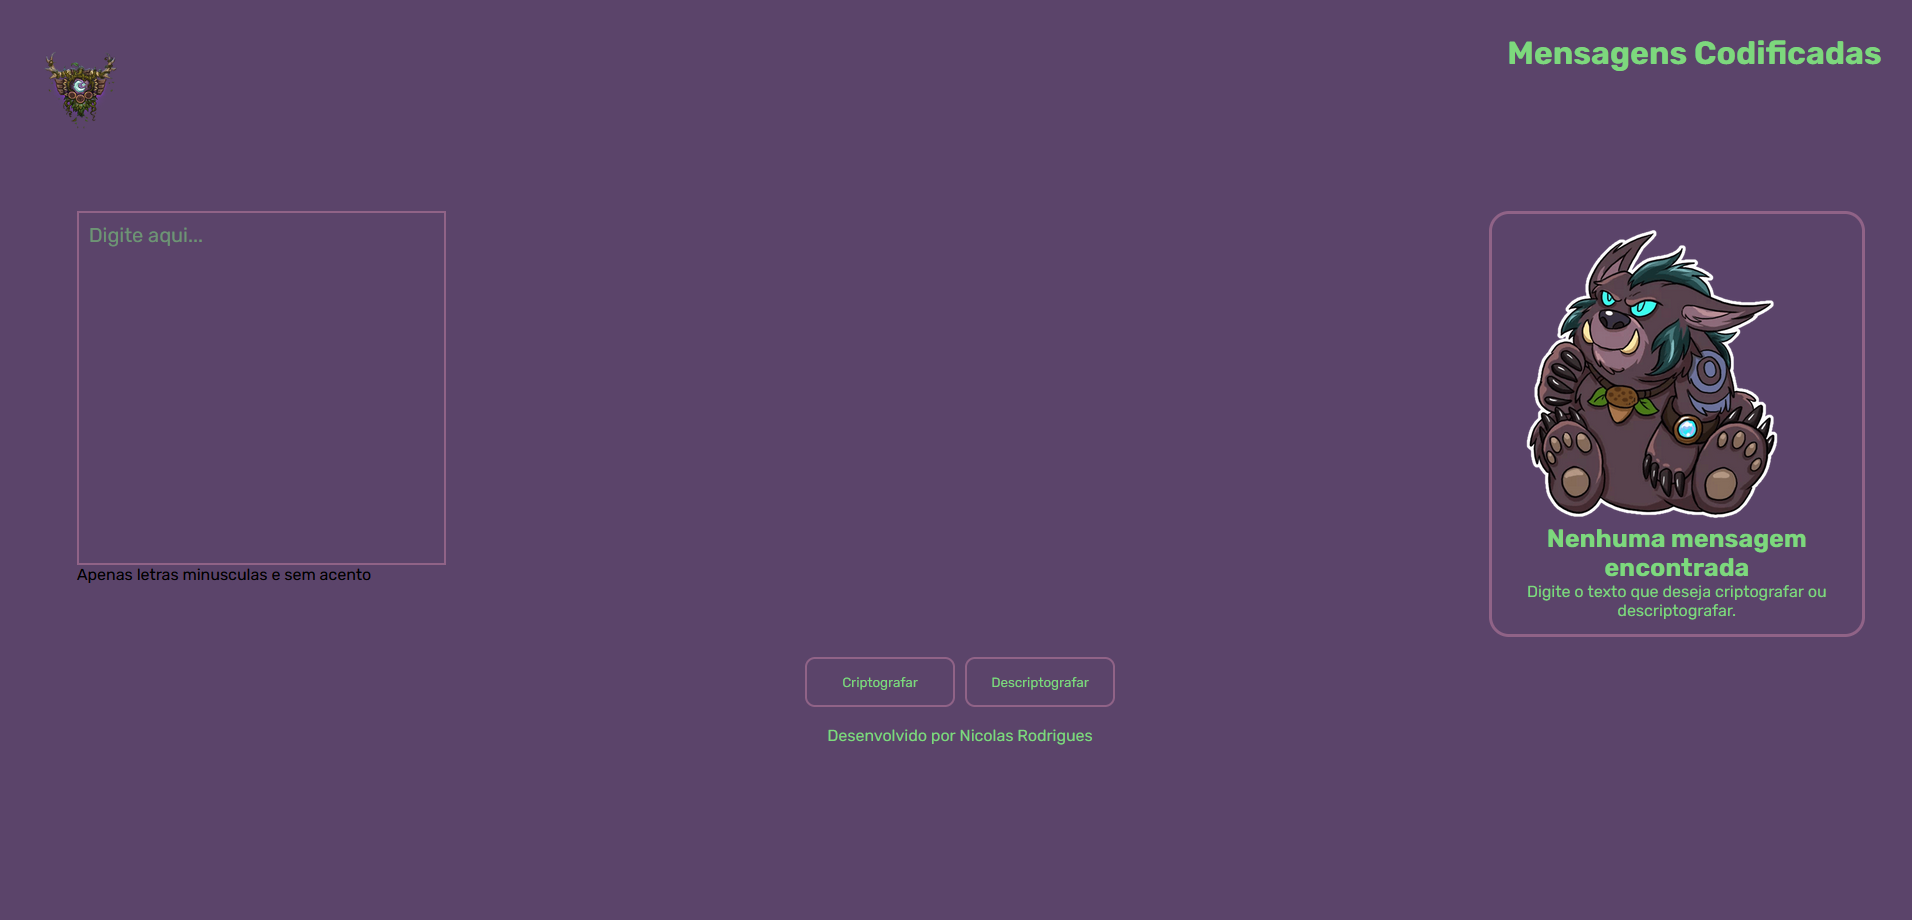 Mensagens Codificadas
Digite aqui...
Apenas letras minusculas e sem acento
Nenhuma mensagem
encontrada
Digite o texto que deseja criptografar ou
descriptografar.
Criptografar
Descriptografar
Desenvolvido por Nicolas Rodrigues